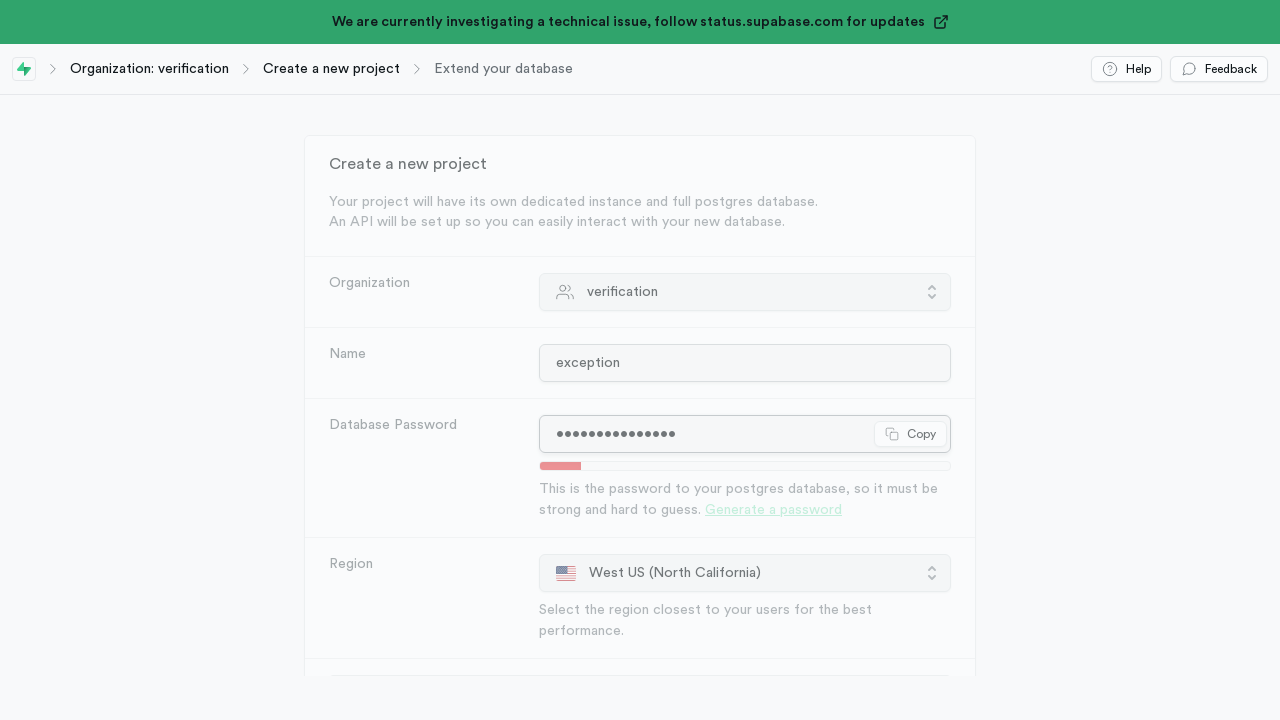 We are currently investigating a technical issue, follow status.supabase.com for updates
Organization: verification
Create a new project
Extend your database
Help
Feedback
Create a new project
Your project will have its own dedicated instance and full postgres database.
An API will be set up so you can easily interact with your new database.
Organization
verification
Name
exception
Database Password
•••••••••••••••
Copy
This is the password to your postgres database, so it must be
strong and hard to guess. Generate a password
Region
West US (North California)
Select the region closest to your users for the best
performance.